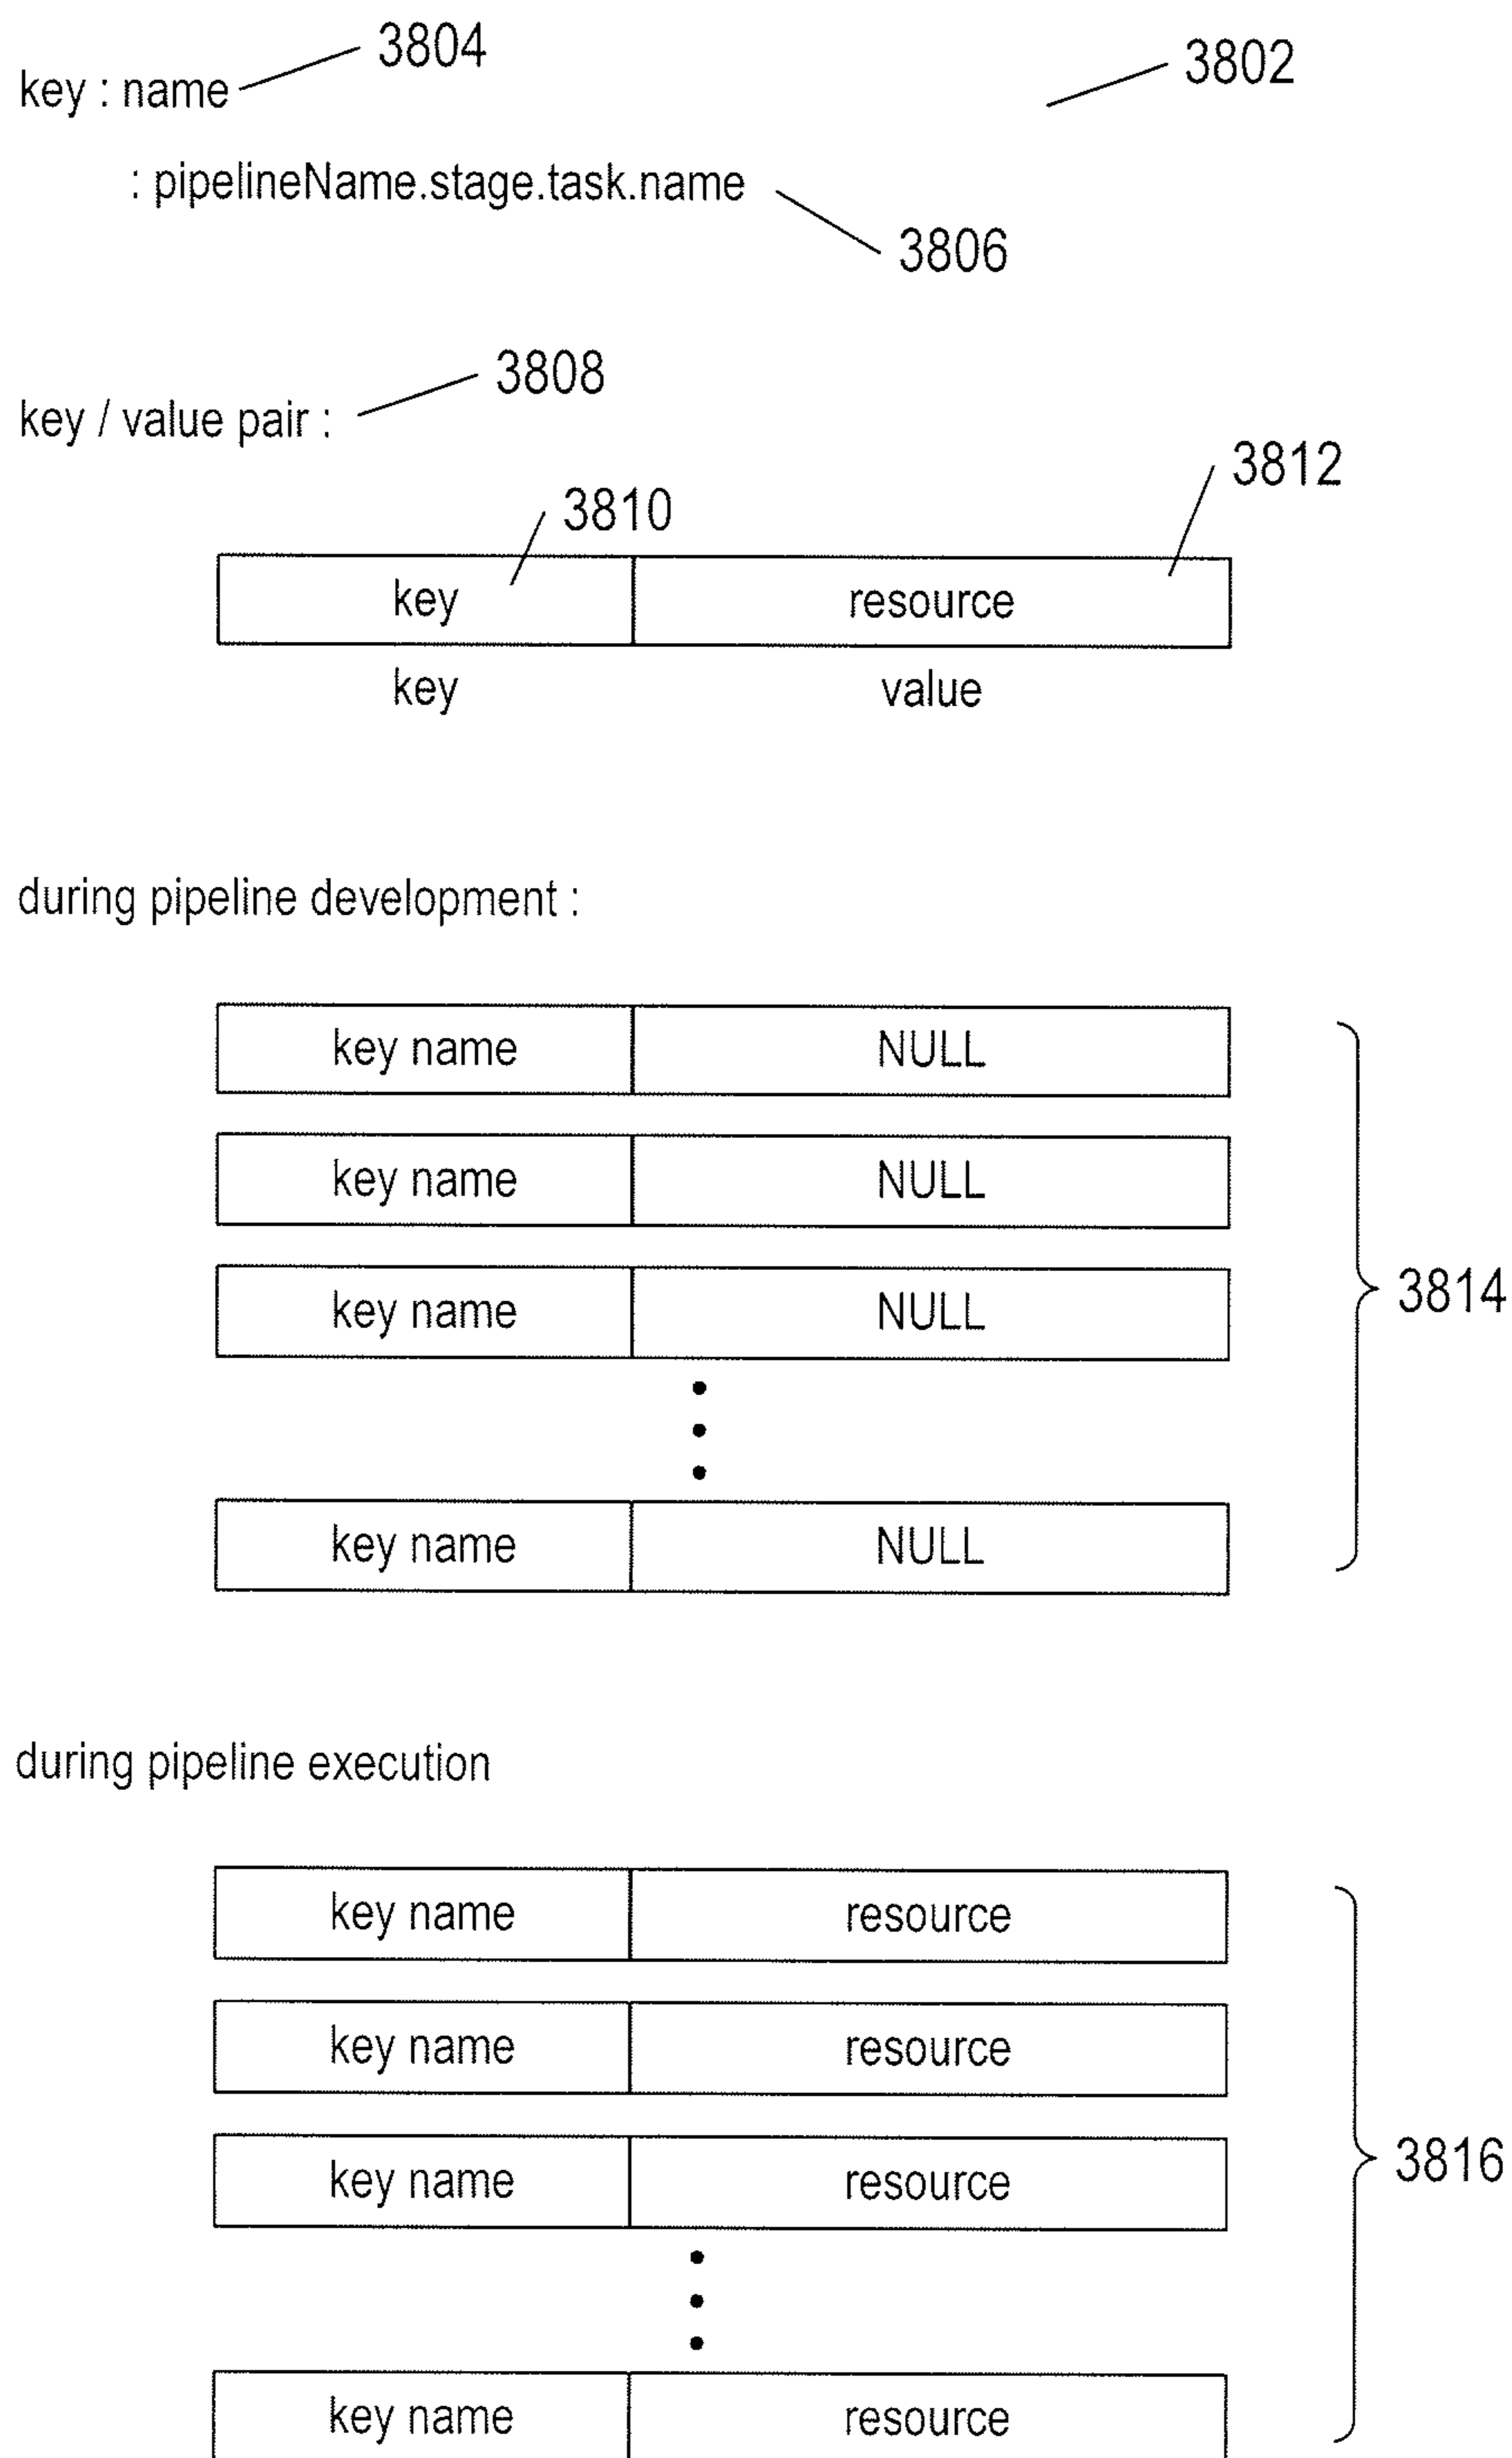 3804
3802
key : name
: pipelineName.stage.task.name
3806
3808
key / value pair :
3812
3810
key resource
key value
during pipeline development :
key name NULL
key name NULL
key name NULL
3814
key name NULL
during pipeline execution
key name resource
key name resource
key name resource
3816
key name resource